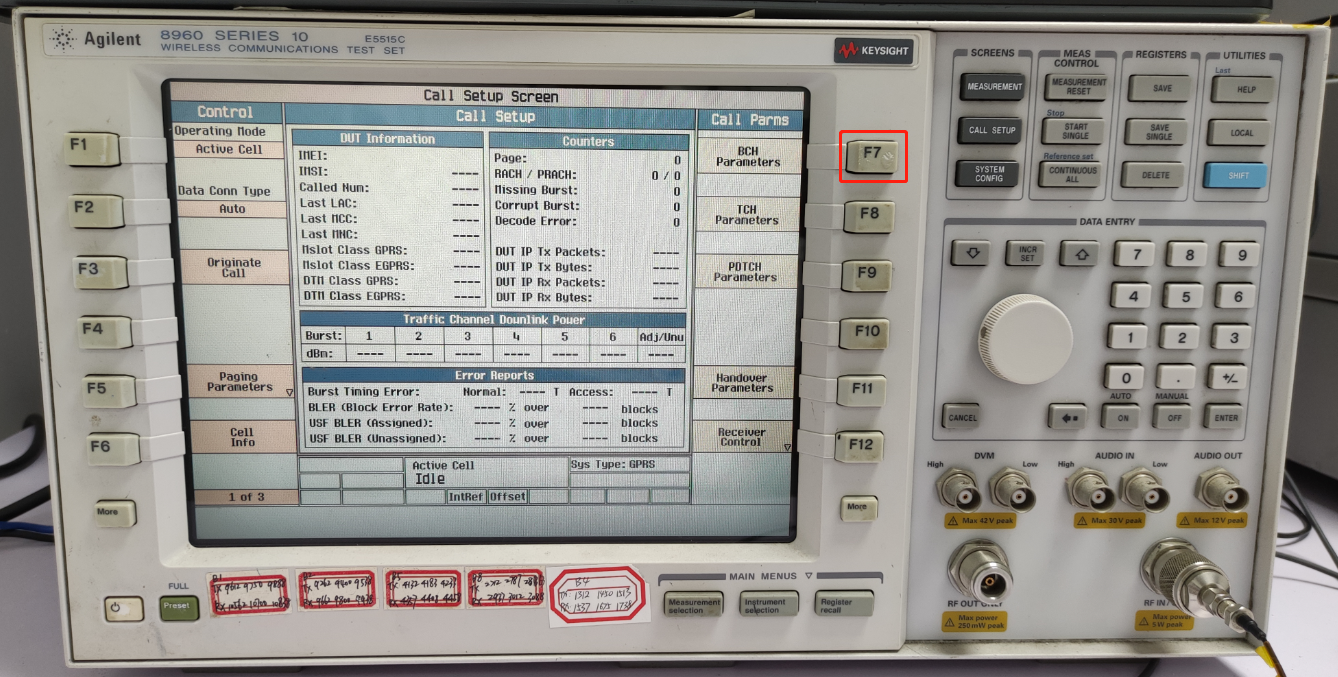 Agilent 8960 SERIES 10 E5515C
WIRELESS COMMUNICATIONS TEST SET
KEYSIGHT
Call Setup Screen
Control
Operating Mode
Active Cell
Data Conn Type
Auto
Originate
Call
Paging
Parameters
Cell
Info
1 of 3
Call Setup
DUT Information
IMEI:
IMSI: ----
Called Num: ----
Last LAC: ----
Last MCC: ----
Last MNC: ----
Mslot Class GPRS: ----
Mslot Class EGPRS: ----
DTM Class GPRS: ----
DTM Class EGPRS: ----
Counters
Page: 0
RACH / PRACH: 0 / 0
Missing Burst: 0
Corrupt Burst: 0
Decode Error: 0
DUT IP Tx Packets: ----
DUT IP Tx Bytes: ----
DUT IP Rx Packets: ----
DUT IP Rx Bytes: ----
Traffic Channel Downlink Power
Burst: 1 2 3 4 5 6 Adj/Unu
dBm: ---- ---- ---- ---- ---- ---- ----
Error Reports
Burst Timing Error: Normal: ---- T Access: ---- T
BLER (Block Error Rate): ---- % over ---- blocks
USF BLER (Assigned): ---- % over ---- blocks
USF BLER (Unassigned): ---- % over ---- blocks
Active Cell
Idle
Sys Type: GPRS
IntRef Offset
Call Parms
BCH
Parameters
TCH
Parameters
PDTCH
Parameters
Handover
Parameters
Receiver
Control
F1
F2
F3
F4
F5
F6
More
F7
F8
F9
F10
F11
F12
More
FULL
Preset
B4
MAIN MENUS
Measurement
selection
Instrument
selection
Register
recall
SCREENS
MEASUREMENT
CALL SETUP
SYSTEM
CONFIG
MEAS
CONTROL
MEASUREMENT
RESET
Stop
START
SINGLE
Reference set
CONTINUOUS
ALL
REGISTERS
SAVE
SAVE
SINGLE
DELETE
UTILITIES
Last
HELP
LOCAL
SHIFT
DATA ENTRY
INCR
SET
7 8 9
4 5 6
1 2 3
0 . +/-
AUTO MANUAL
CANCEL ON OFF ENTER
DVM
High Low
Max 42 V peak
AUDIO IN
High Low
Max 30 V peak
AUDIO OUT
Max 12 V peak
RF OUT ONLY
Max power
250 mW peak
RF IN/
Max power
5 W peak